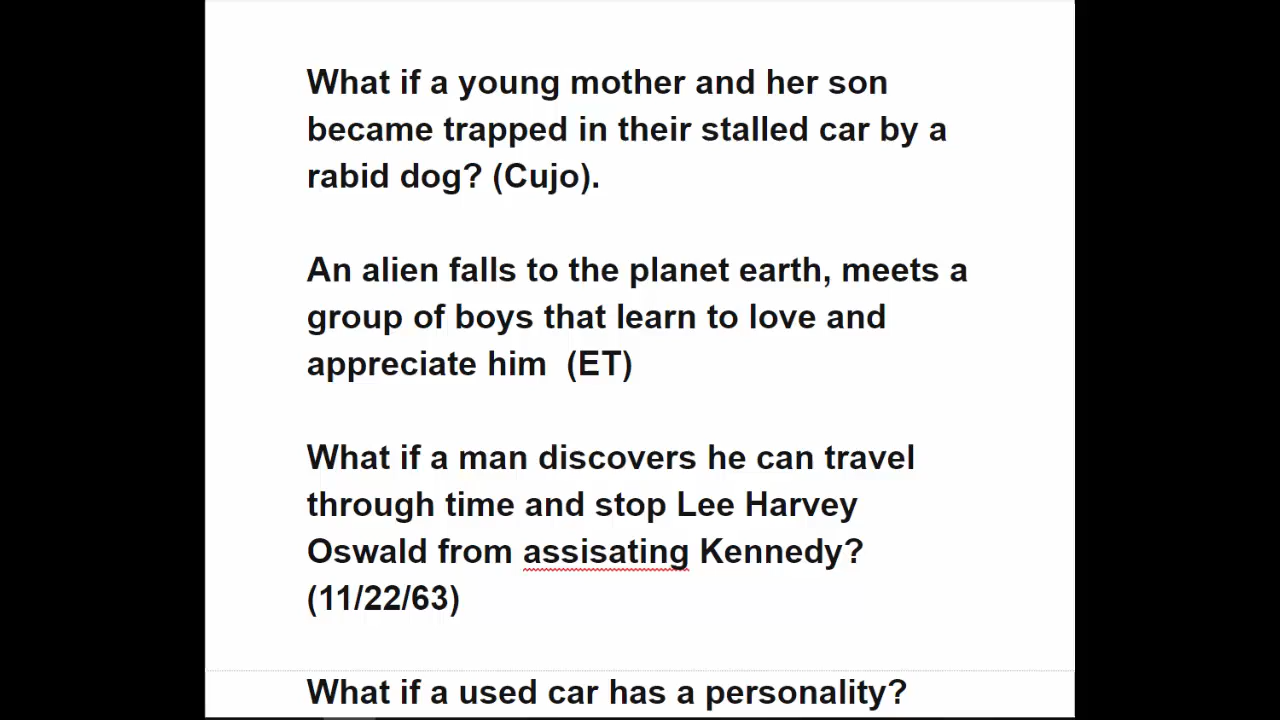 What if a young mother and her son
became trapped in their stalled car by a
rabid dog? (Cujo).
An alien falls to the planet earth, meets a
group of boys that learn to love and
appreciate him  (ET)
What if a man discovers he can travel
through time and stop Lee Harvey
Oswald from assisating Kennedy?
(11/22/63)
What if a used car has a personality?